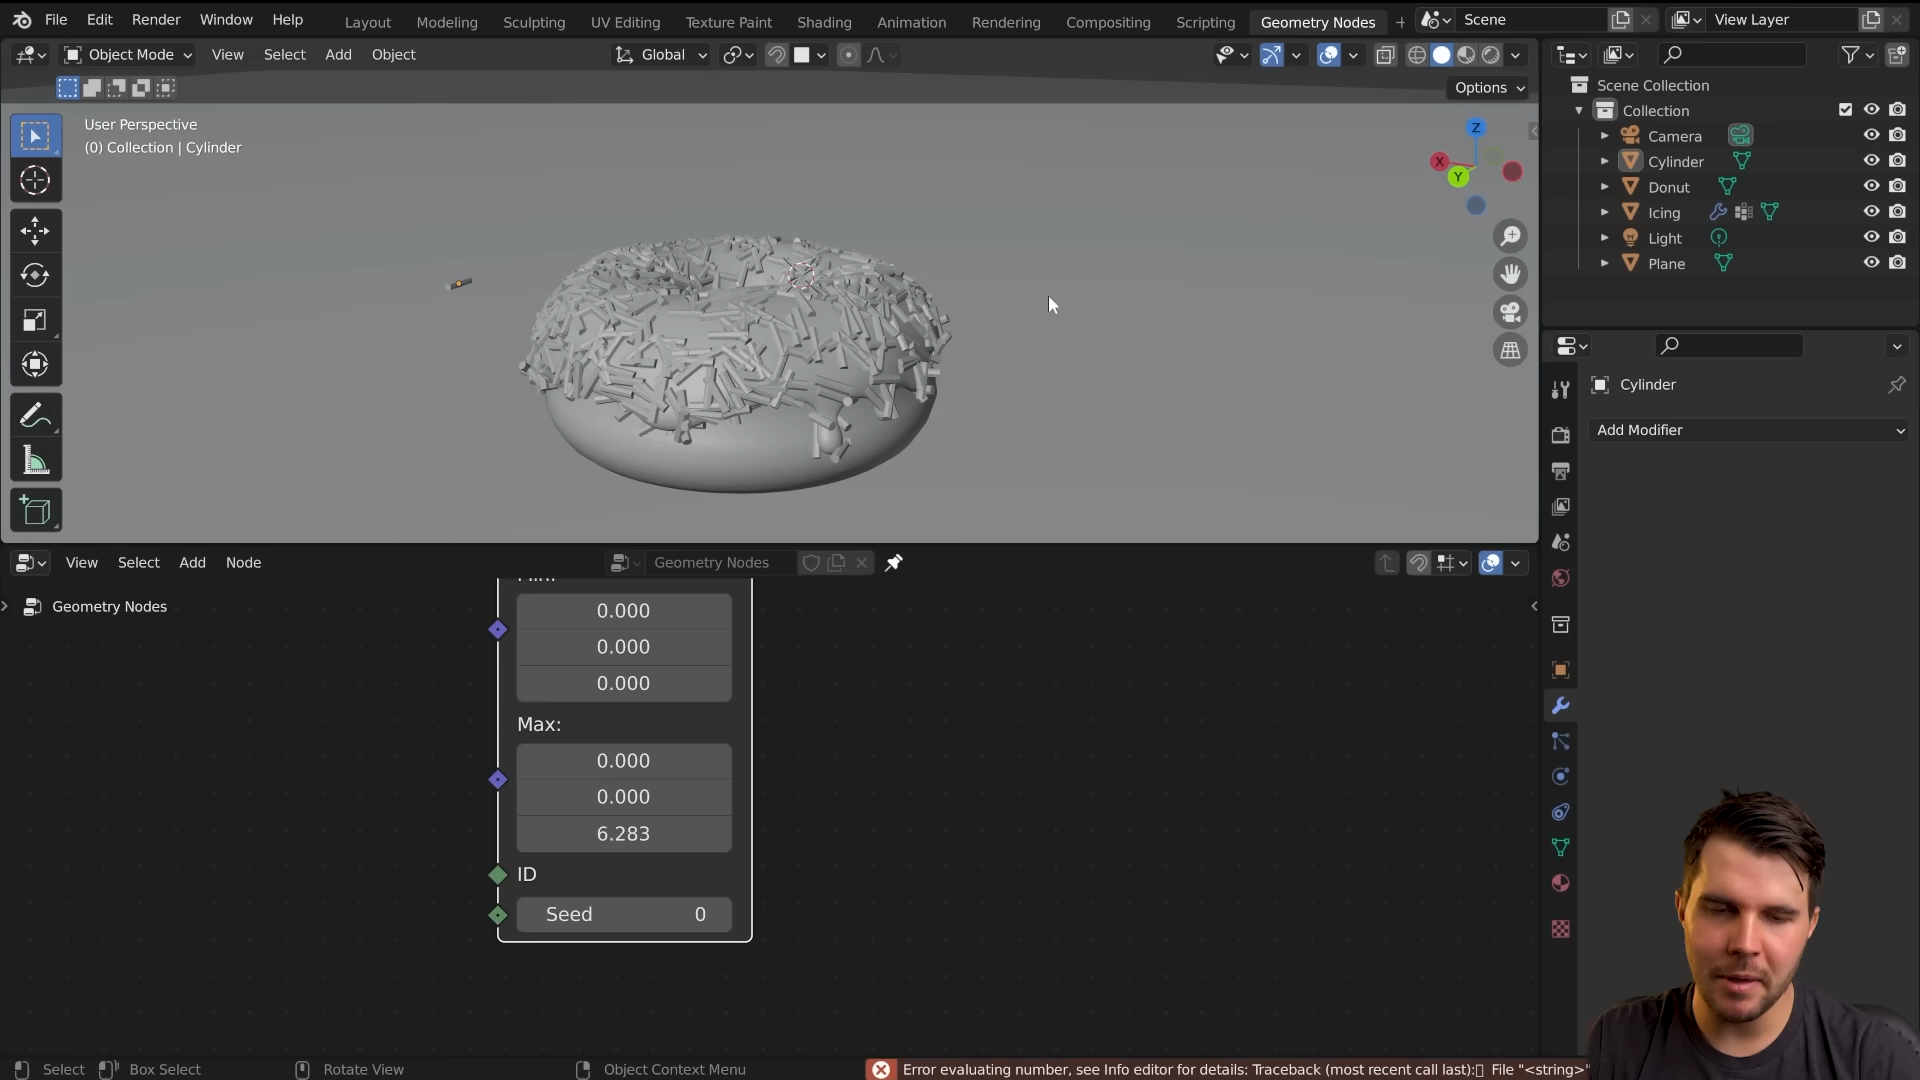 File Edit Render Window Help
Layout Modeling Sculpting UV Editing Texture Paint Shading Animation Rendering Compositing Scripting Geometry Nodes +
Scene
View Layer
Object Mode View Select Add Object
Global
Options
User Perspective
(0) Collection | Cylinder
Z
X
Y
Scene Collection
Collection
Camera
Cylinder
Donut
Icing
Light
Plane
Cylinder
Add Modifier
View Select Add Node
Geometry Nodes
Geometry Nodes
0.000
0.000
0.000
Max:
0.000
0.000
6.283
ID
Seed 0
Select
Box Select
Rotate View
Object Context Menu
Error evaluating number, see Info editor for details: Traceback (most recent call last): File "<string>"